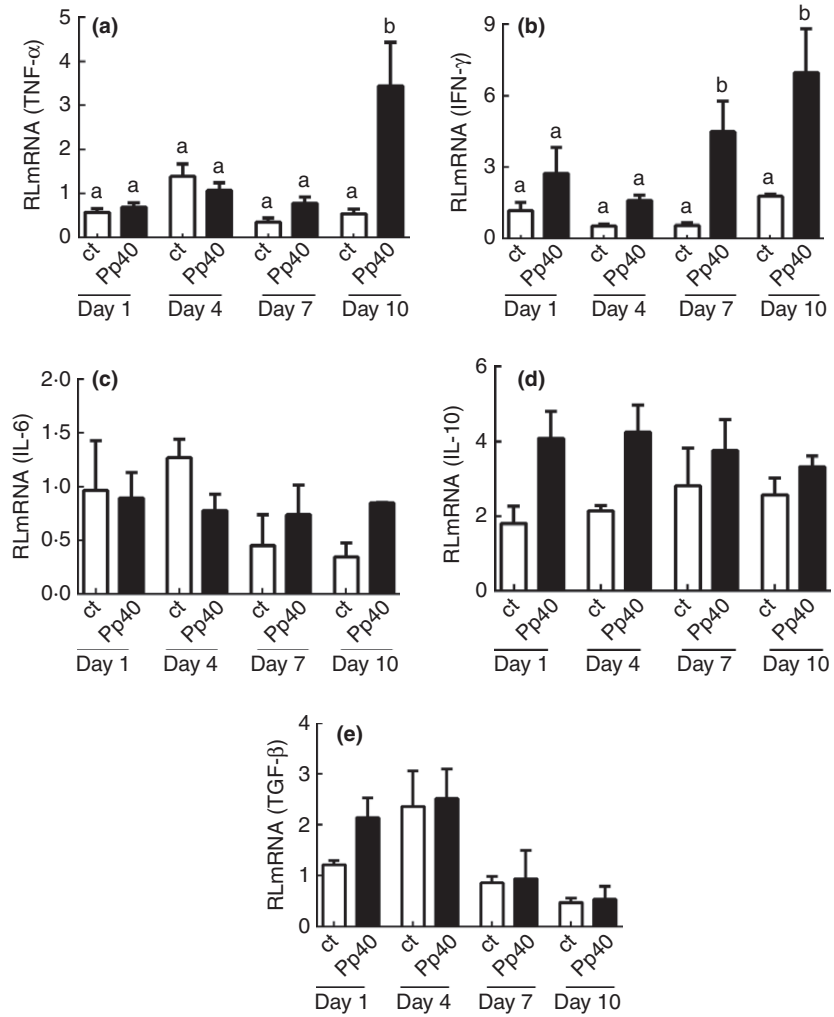 (a)
RLmRNA (TNF-α)
5
4
3
2
1
0
a a a a a a a b
ct Pp40 ct Pp40 ct Pp40 ct Pp40
Day 1 Day 4 Day 7 Day 10
(b)
RLmRNA (IFN-γ)
9
6
3
0
a a a a a b a b
ct Pp40 ct Pp40 ct Pp40 ct Pp40
Day 1 Day 4 Day 7 Day 10
(c)
RLmRNA (IL-6)
2·0
1·5
1·0
0·5
0·0
ct Pp40 ct Pp40 ct Pp40 ct Pp40
Day 1 Day 4 Day 7 Day 10
(d)
RLmRNA (IL-10)
6
4
2
0
ct Pp40 ct Pp40 ct Pp40 ct Pp40
Day 1 Day 4 Day 7 Day 10
(e)
RLmRNA (TGF-β)
4
3
2
1
0
ct Pp40 ct Pp40 ct Pp40 ct Pp40
Day 1 Day 4 Day 7 Day 10